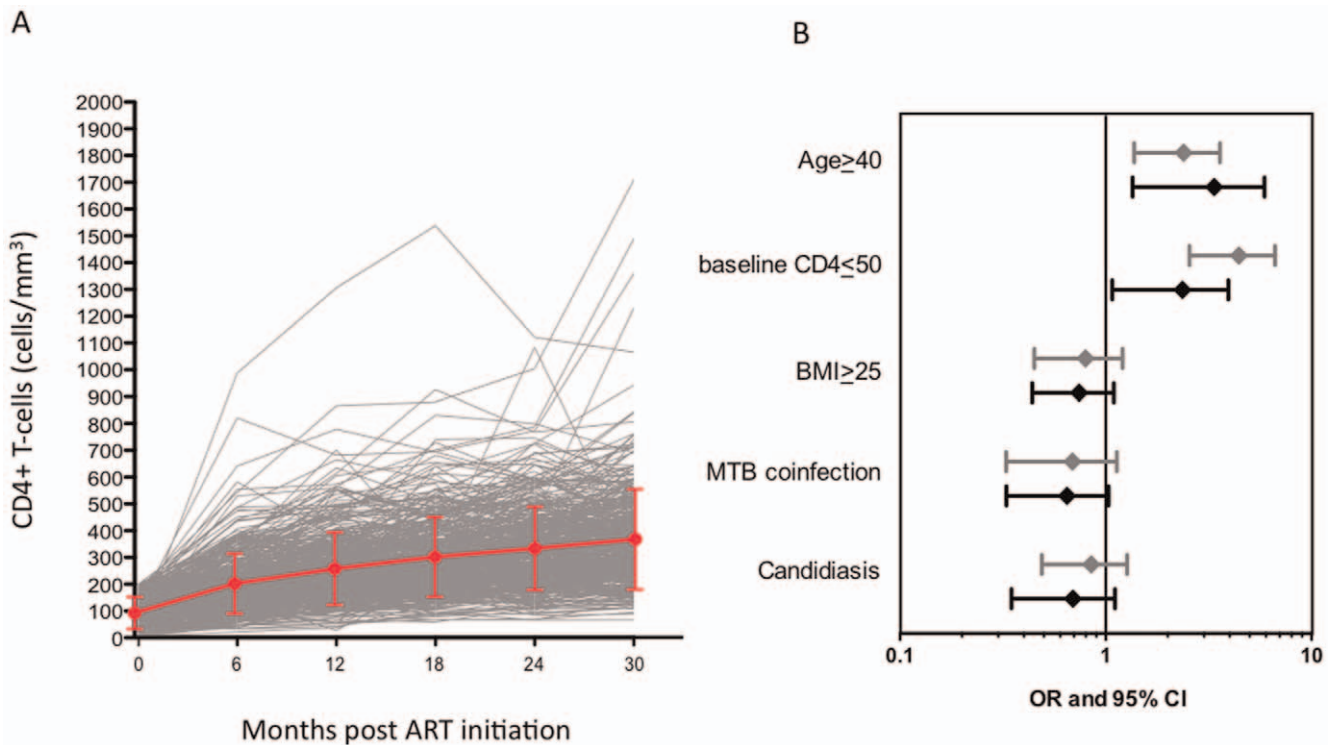 A
B
2000
1900
1800
1700
1600
1500
1400
1300
1200
1100
1000
900
800
700
600
500
400
300
200
100
0
CD4+ T-cells (cells/mm³)
0 6 12 18 24 30
Months post ART initiation
Age≥40
baseline CD4≤50
BMI≥25
MTB coinfection
Candidiasis
0.1 1 10
OR and 95% CI